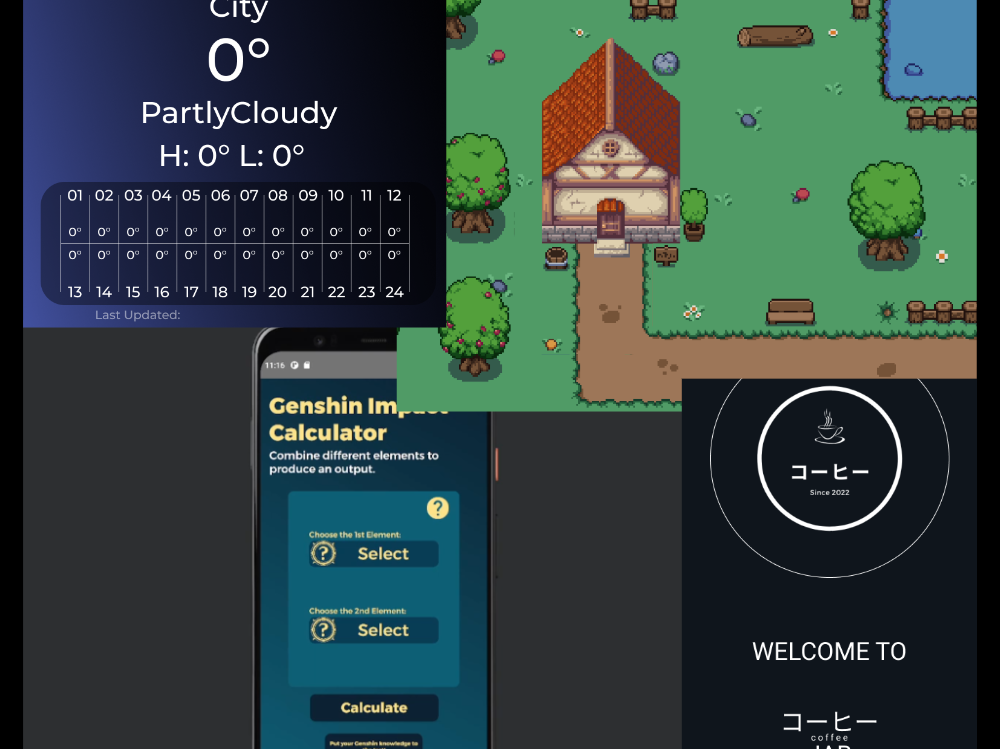 City
0°
PartlyCloudy
H: 0° L: 0°
01 02 03 04 05 06 07 08 09 10 11 12
0° 0° 0° 0° 0° 0° 0° 0° 0° 0° 0° 0°
0° 0° 0° 0° 0° 0° 0° 0° 0° 0° 0° 0°
13 14 15 16 17 18 19 20 21 22 23 24
Last Updated:
11:16
Genshin Impact
Calculator
Combine different elements to
produce an output.
?
Choose the 1st Element:
? Select
Choose the 2nd Element:
? Select
Calculate
Put your Genshin knowledge to
コーヒー
Since 2022
WELCOME TO
コーヒー
coffee